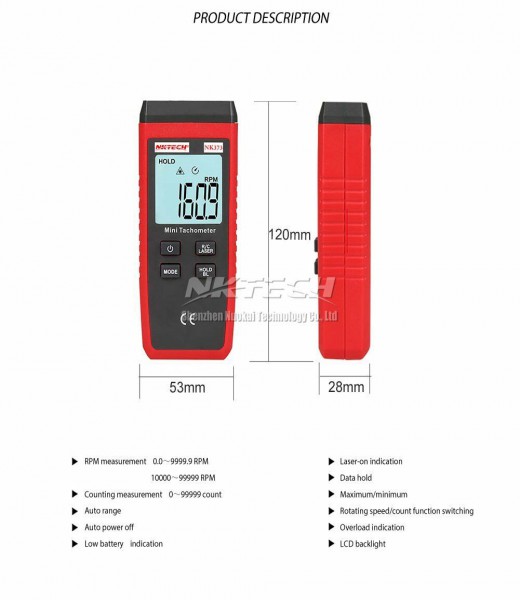 PRODUCT DESCRIPTION
NKTECH NK373
HOLD
RPM
160.9
Mini Tachometer
R/C
LASER
MODE
HOLD
BL
NKTECH
Shenzhen Nuokai Technology Co., Ltd
CE
120mm
53mm
28mm
RPM measurement 0.0～9999.9 RPM
10000～99999 RPM
Counting measurement 0～99999 count
Auto range
Auto power off
Low battery indication
Laser-on indication
Data hold
Maximum/minimum
Rotating speed/count function switching
Overload indication
LCD backlight